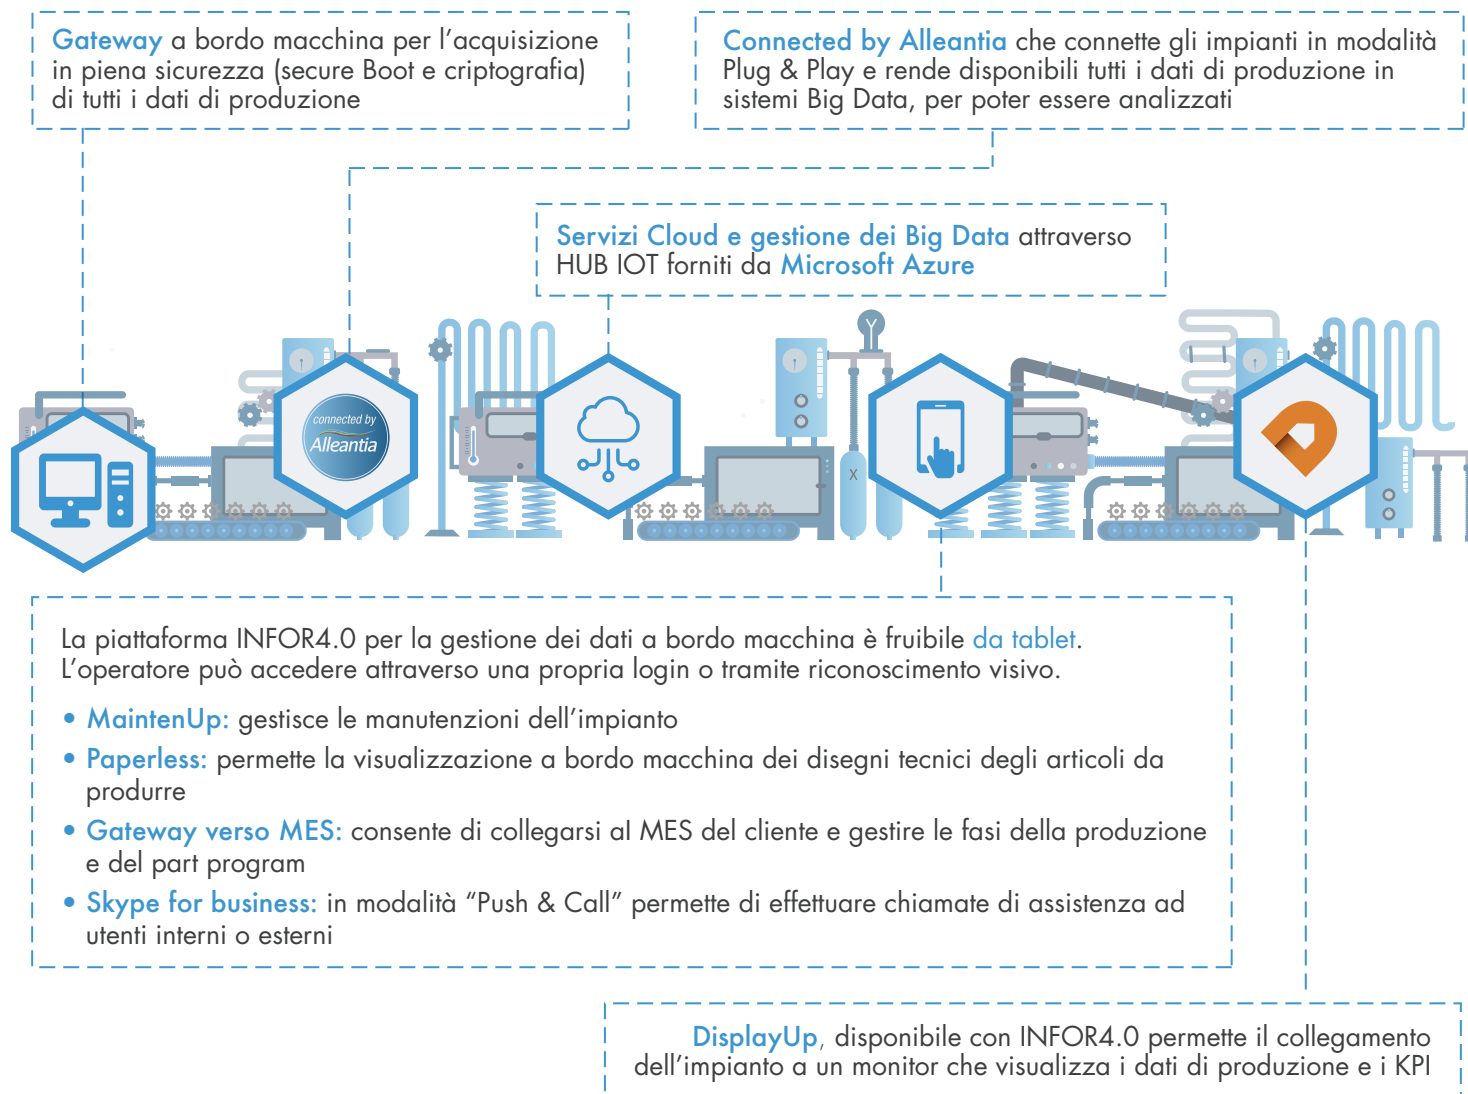 Gateway a bordo macchina per l'acquisizione
in piena sicurezza (secure Boot e criptografia)
di tutti i dati di produzione
Connected by Alleantia che connette gli impianti in modalità
Plug & Play e rende disponibili tutti i dati di produzione in
sistemi Big Data, per poter essere analizzati
Servizi Cloud e gestione dei Big Data attraverso
HUB IOT forniti da Microsoft Azure
connected by
Alleantia
Y
X
La piattaforma INFOR4.0 per la gestione dei dati a bordo macchina è fruibile da tablet.
L'operatore può accedere attraverso una propria login o tramite riconoscimento visivo.
• MaintenUp: gestisce le manutenzioni dell'impianto
• Paperless: permette la visualizzazione a bordo macchina dei disegni tecnici degli articoli da
produrre
• Gateway verso MES: consente di collegarsi al MES del cliente e gestire le fasi della produzione
e del part program
• Skype for business: in modalità “Push & Call” permette di effettuare chiamate di assistenza ad
utenti interni o esterni
DisplayUp, disponibile con INFOR4.0 permette il collegamento
dell'impianto a un monitor che visualizza i dati di produzione e i KPI